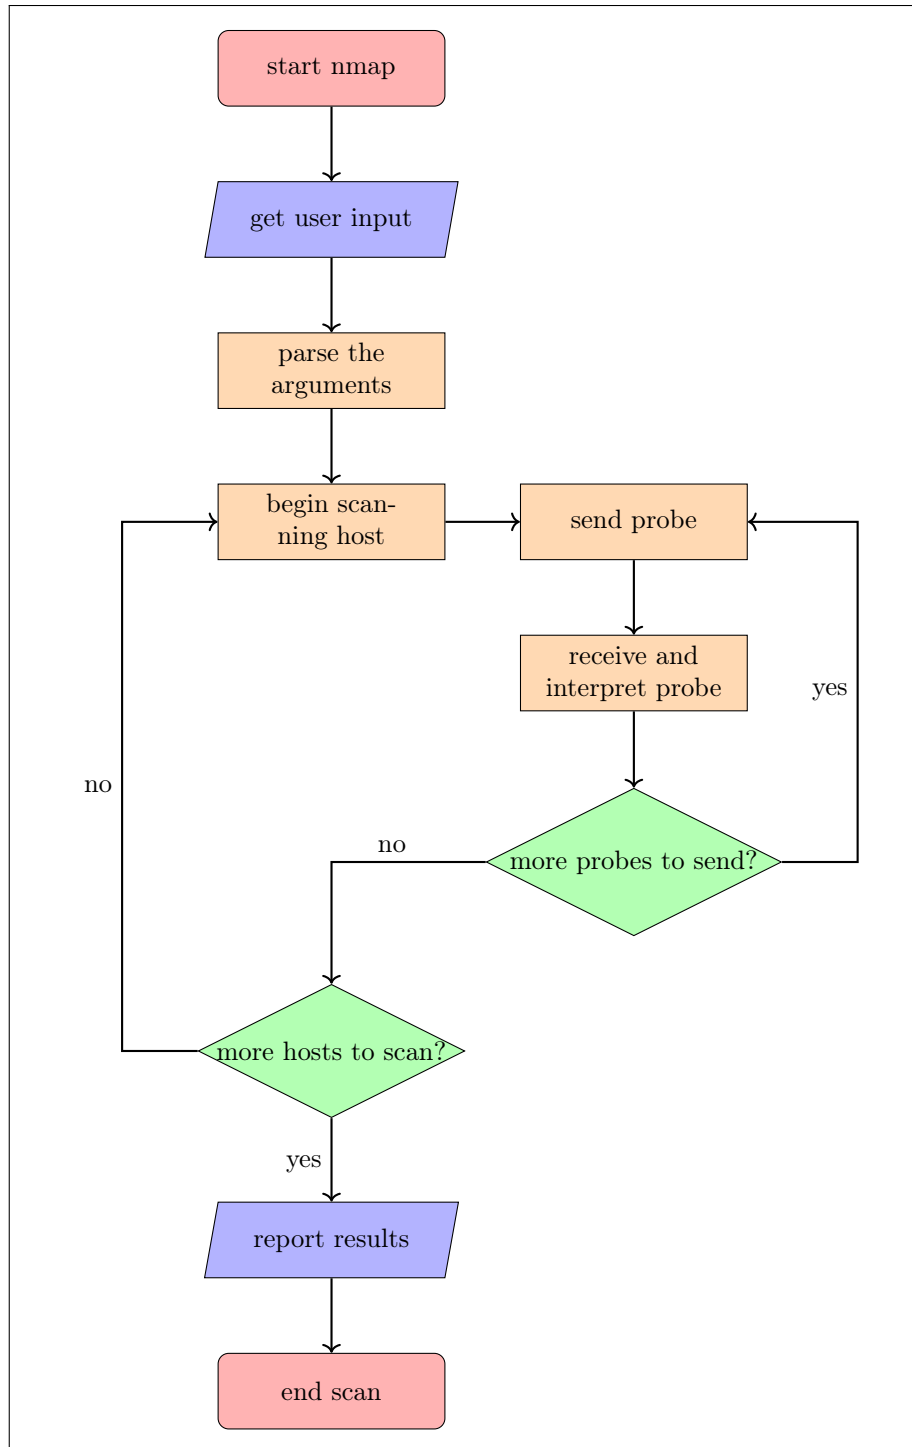 start nmap
get user input
parse the
arguments
begin scan-
ning host
send probe
receive and
interpret probe
yes
no
more probes to send?
no
more hosts to scan?
yes
report results
end scan